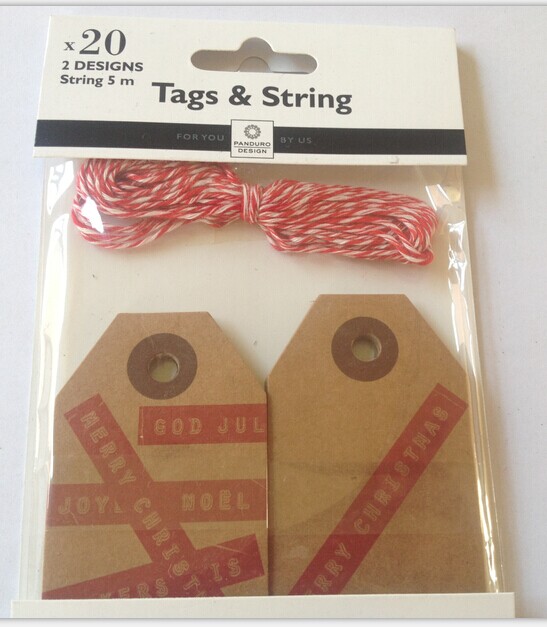 x 20
2 DESIGNS
String 5 m
Tags & String
FOR YOU
PANDURO
DESIGN
BY US
GOD JUL
MERRY CHRIST
NOËL
MERRY CHRISTMAS